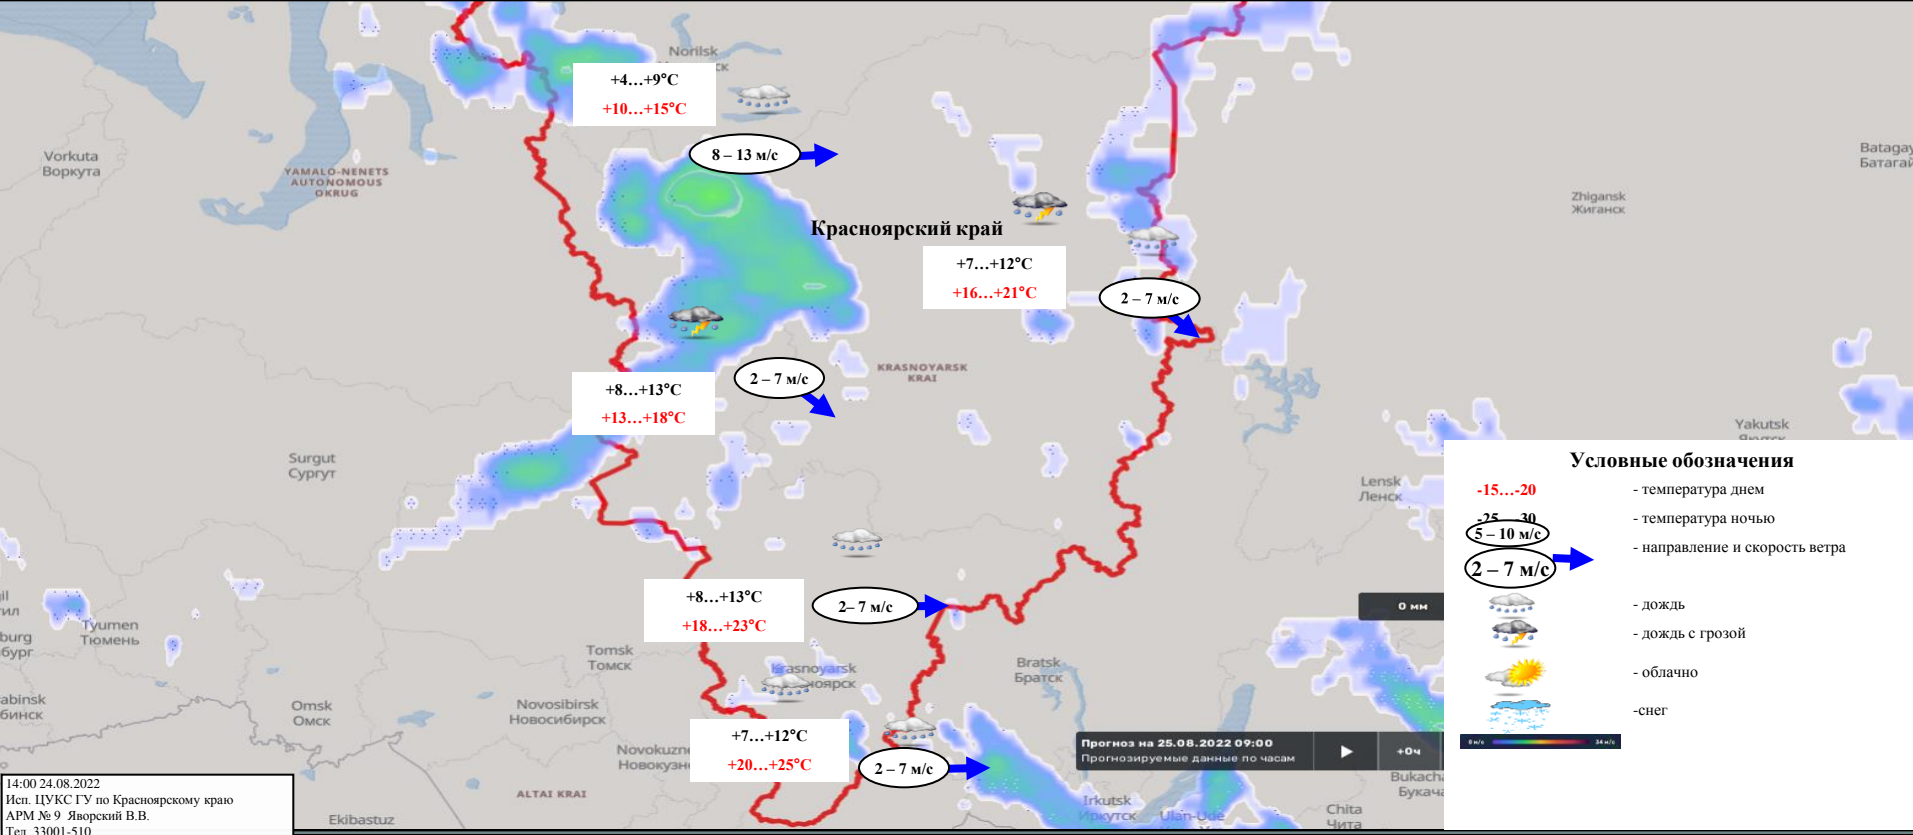 Norilsk
+4…+9°C
+10…+15°C
8 – 13 м/с
Vorkuta
Воркута
YAMALO-NENETS
AUTONOMOUS
OKRUG
Batagay
Батагай
Zhigansk
Жиганск
Красноярский край
+7…+12°C
+16…+21°C
2 – 7 м/с
KRASNOYARSK
KRAI
2 – 7 м/с
+8…+13°C
+13…+18°C
Surgut
Сургут
Yakutsk
Lensk
Ленск
Условные обозначения
-15…-20
- температура днем
- температура ночью
5 – 10 м/с
- направление и скорость ветра
2 – 7 м/с
- дождь
- дождь с грозой
- облачно
-снег
0 м/с
34 м/с
0 мм
+8…+13°C
+18…+23°C
2– 7 м/с
Tyumen
Тюмень
Tomsk
Томск
Krasnoyarsk
Bratsk
Братск
Omsk
Омск
Novosibirsk
Новосибирск
+7…+12°C
+20…+25°C
2 – 7 м/с
Прогноз на 25.08.2022 09:00
Прогнозируемые данные по часам
+0ч
ALTAI KRAI
Ekibastuz
Irkutsk
Иркутск
Ulan-Ude
Chita
Чита
14:00 24.08.2022
Исп. ЦУКС ГУ по Красноярскому краю
АРМ № 9 Яворский В.В.
Тел. 33001-510